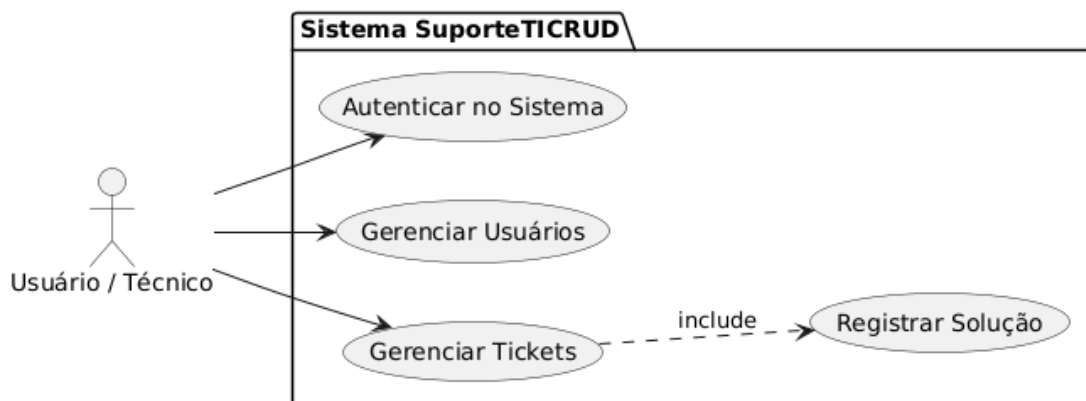 Sistema SuporteTICRUD
Autenticar no Sistema
Gerenciar Usuários
Usuário / Técnico
include
Registrar Solução
Gerenciar Tickets